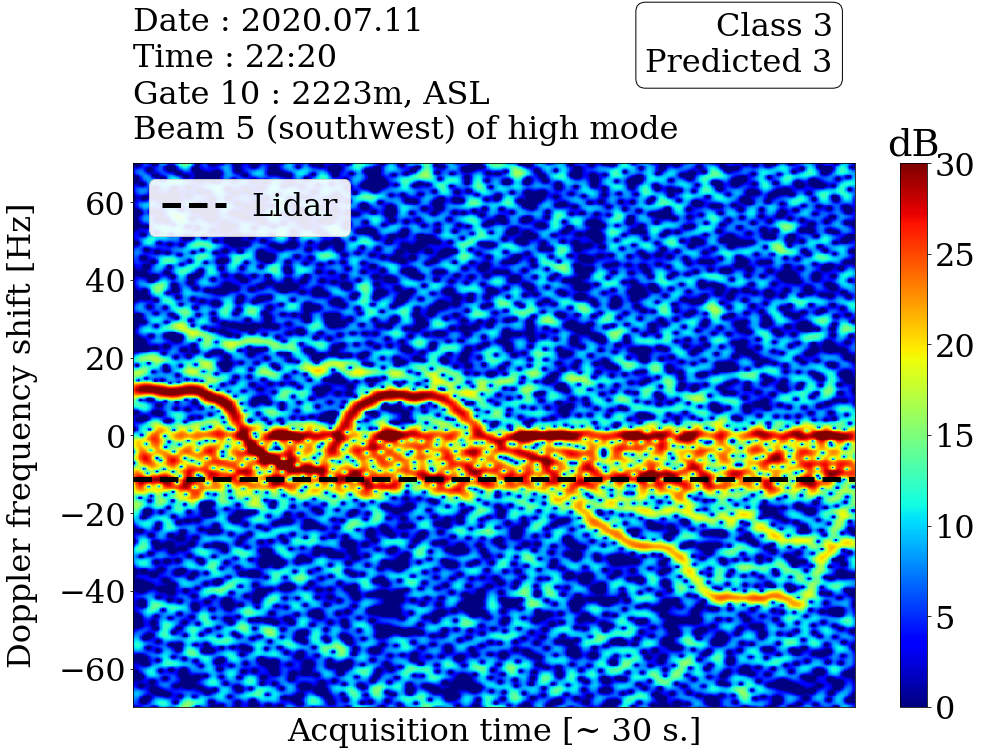 Date : 2020.07.11
Time : 22:20
Gate 10 : 2223m, ASL
Beam 5 (southwest) of high mode
Class 3
Predicted 3
dB
Lidar
Doppler frequency shift [Hz]
60
40
20
0
−20
−40
−60
30
25
20
15
10
5
0
Acquisition time [~ 30 s.]